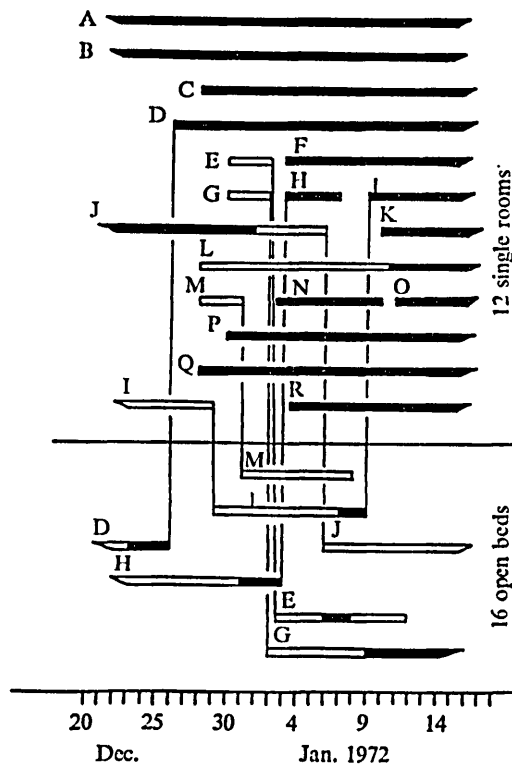 A
B
C
D
E
F
G
H
J
K
L
M
N
O
P
Q
I
R
M
I
J
D
H
E
G
12 single rooms
16 open beds
20 25 30 4 9 14
Dec. Jan. 1972